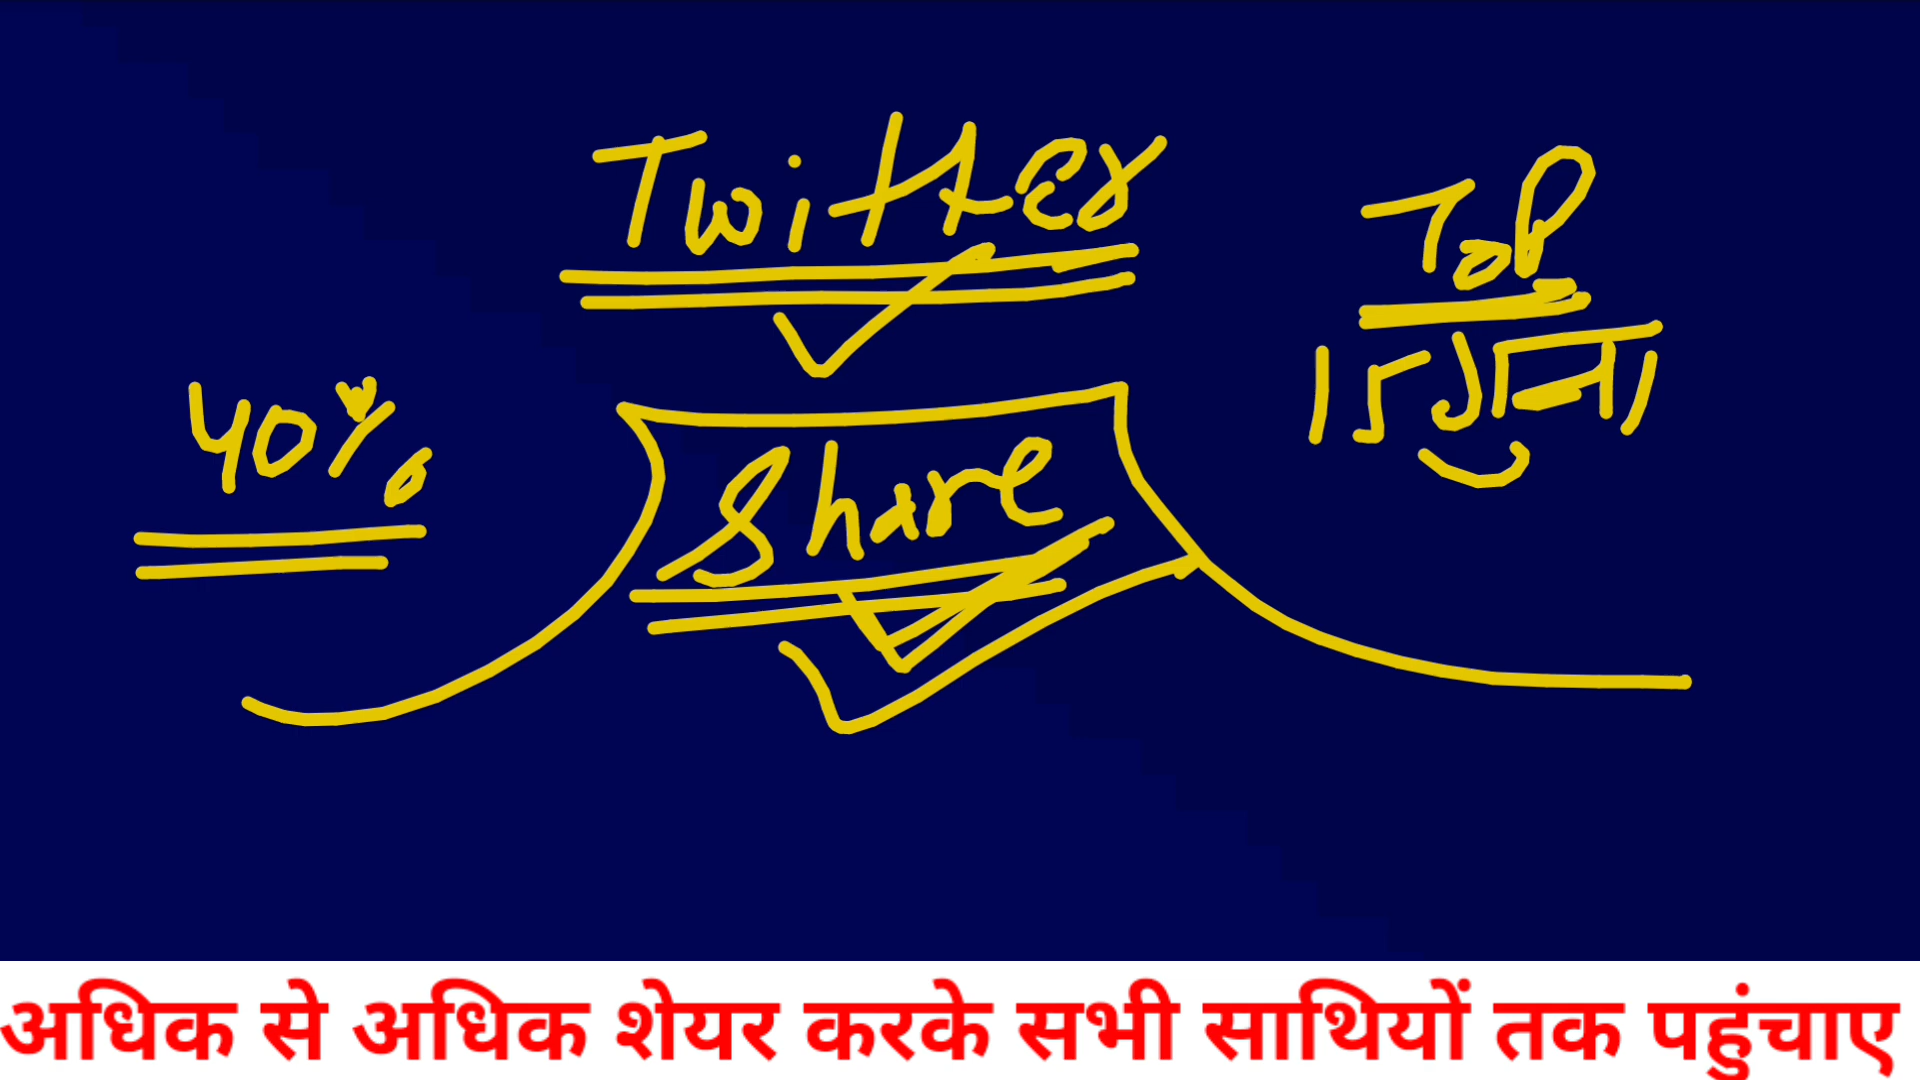 Twitter
Top
15 गुना
40%
Share
अधिक से अधिक शेयर करके सभी साथियों तक पहुंचाए